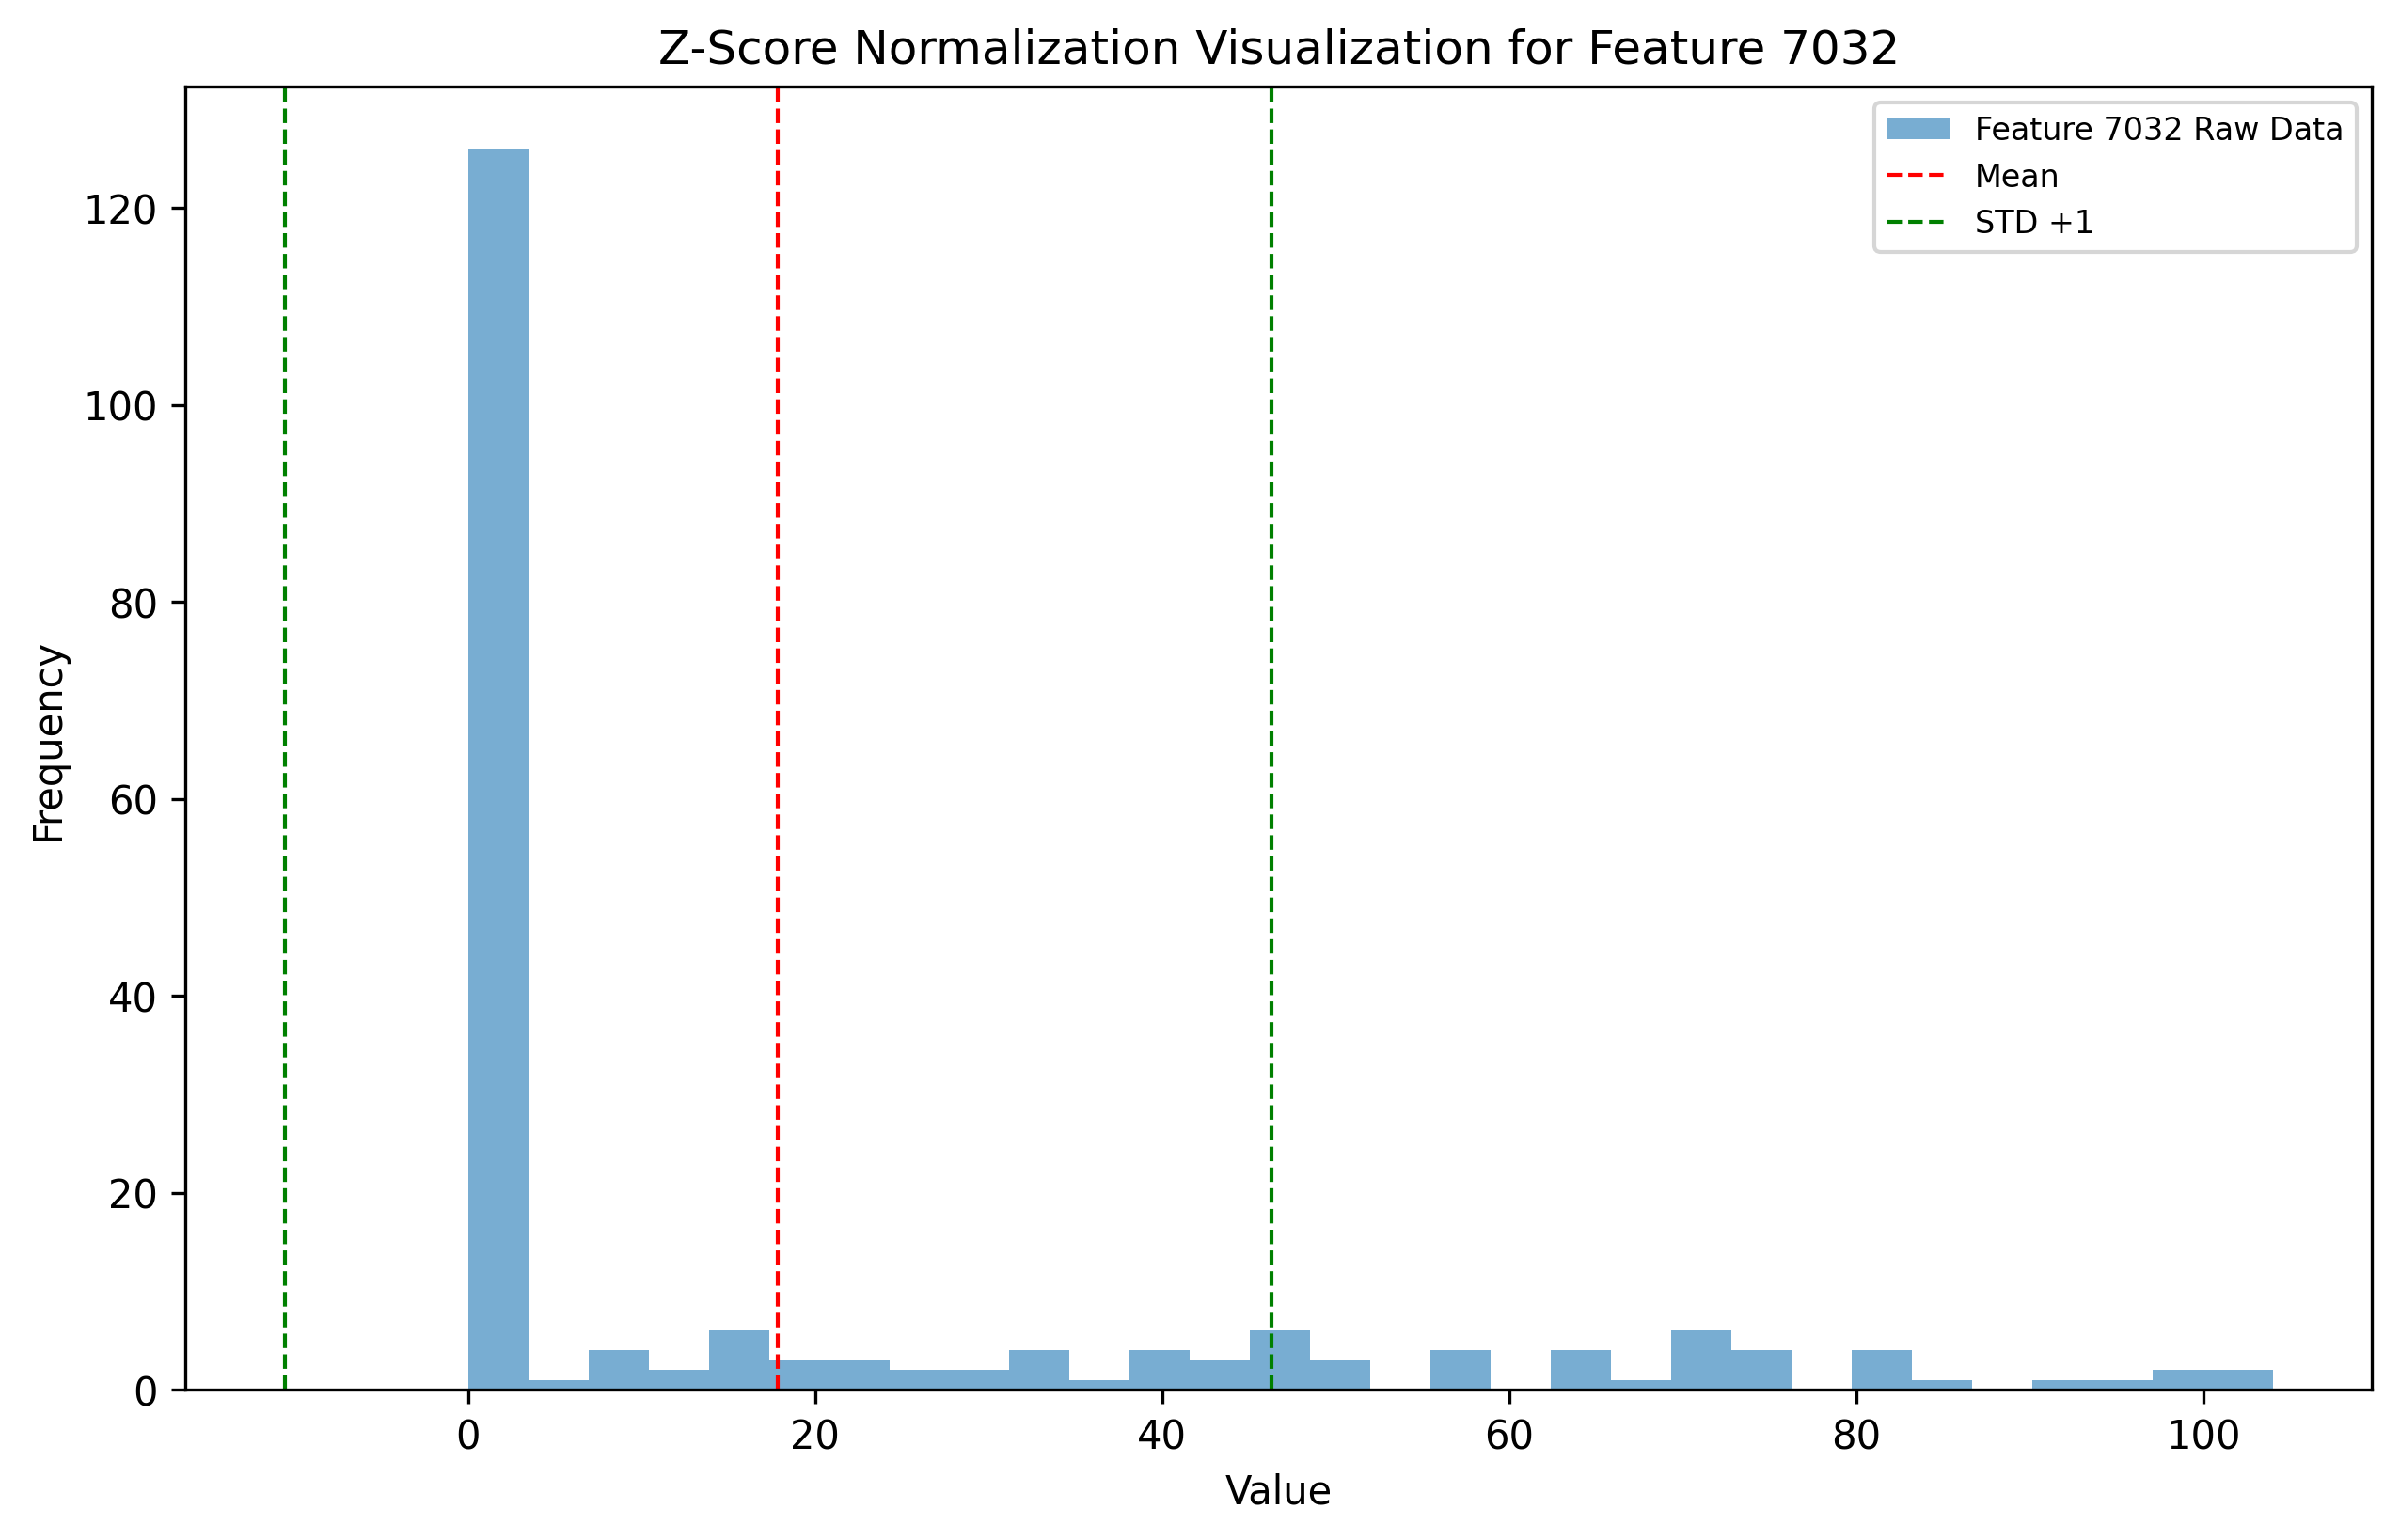 Z-Score Normalization Visualization for Feature 7032
Feature 7032 Raw Data
Mean
STD +1
120
100
80
60
40
20
0
Frequency
0 20 40 60 80 100
Value